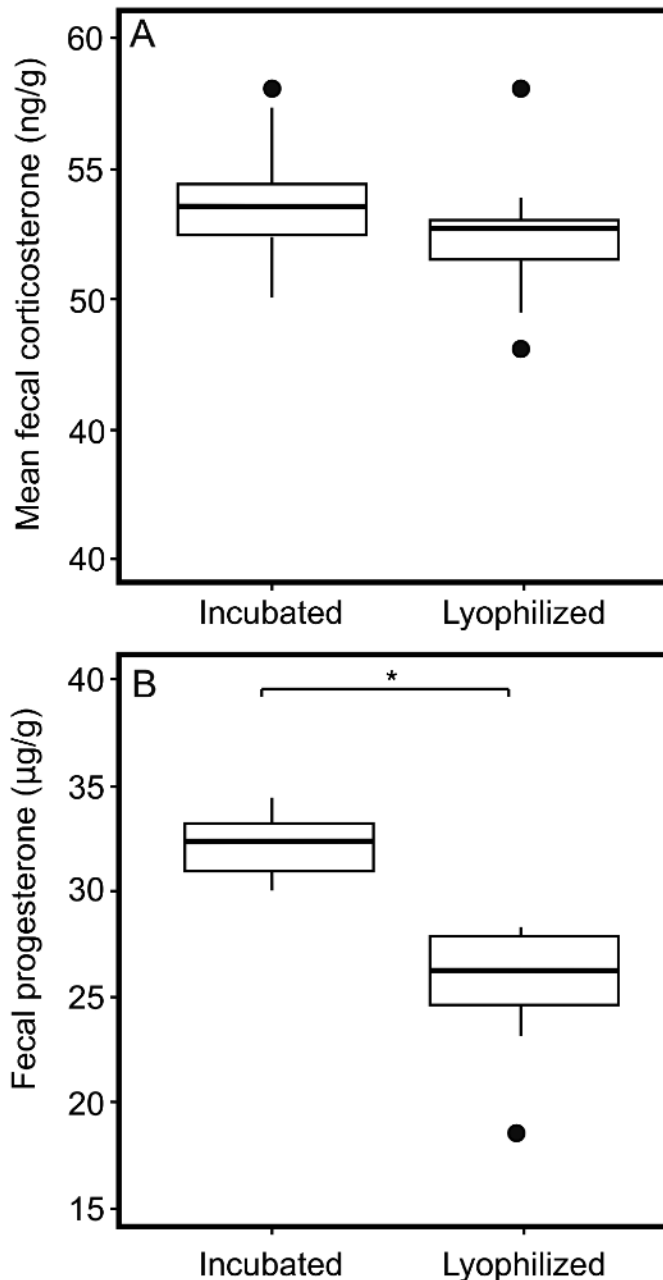 A
Mean fecal corticosterone (ng/g)
60
55
50
40
40
Incubated Lyophilized
B
*
Fecal progesterone (µg/g)
40
35
30
25
20
15
Incubated Lyophilized